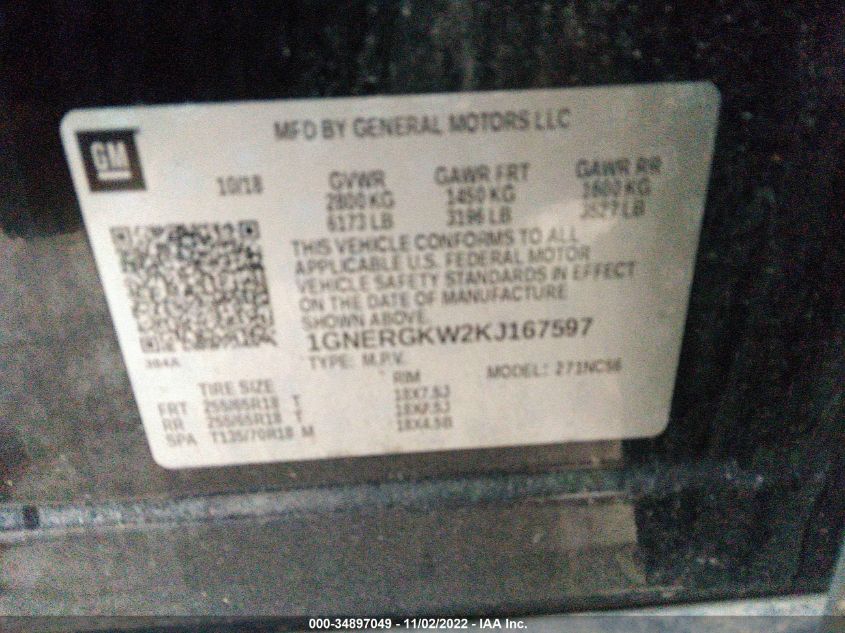 MFD BY GENERAL MOTORS LLC
GM
10/18 GVWR GAWR FRT GAWR RR
2800 KG 1450 KG 1600 KG
6173 LB 3196 LB 3527 LB
THIS VEHICLE CONFORMS TO ALL
APPLICABLE U.S. FEDERAL MOTOR
VEHICLE SAFETY STANDARDS IN EFFECT
ON THE DATE OF MANUFACTURE
SHOWN ABOVE.
1GNERGKW2KJ167597
TYPE: M.P.V. MODEL: 271NC56
TIRE SIZE RIM
FRT 255/65R18 T 18X7.5J
RR 255/65R18 T 18X7.5J
SPA T135/70R18 M 18X4.5B
000-34897049 - 11/02/2022 - IAA Inc.